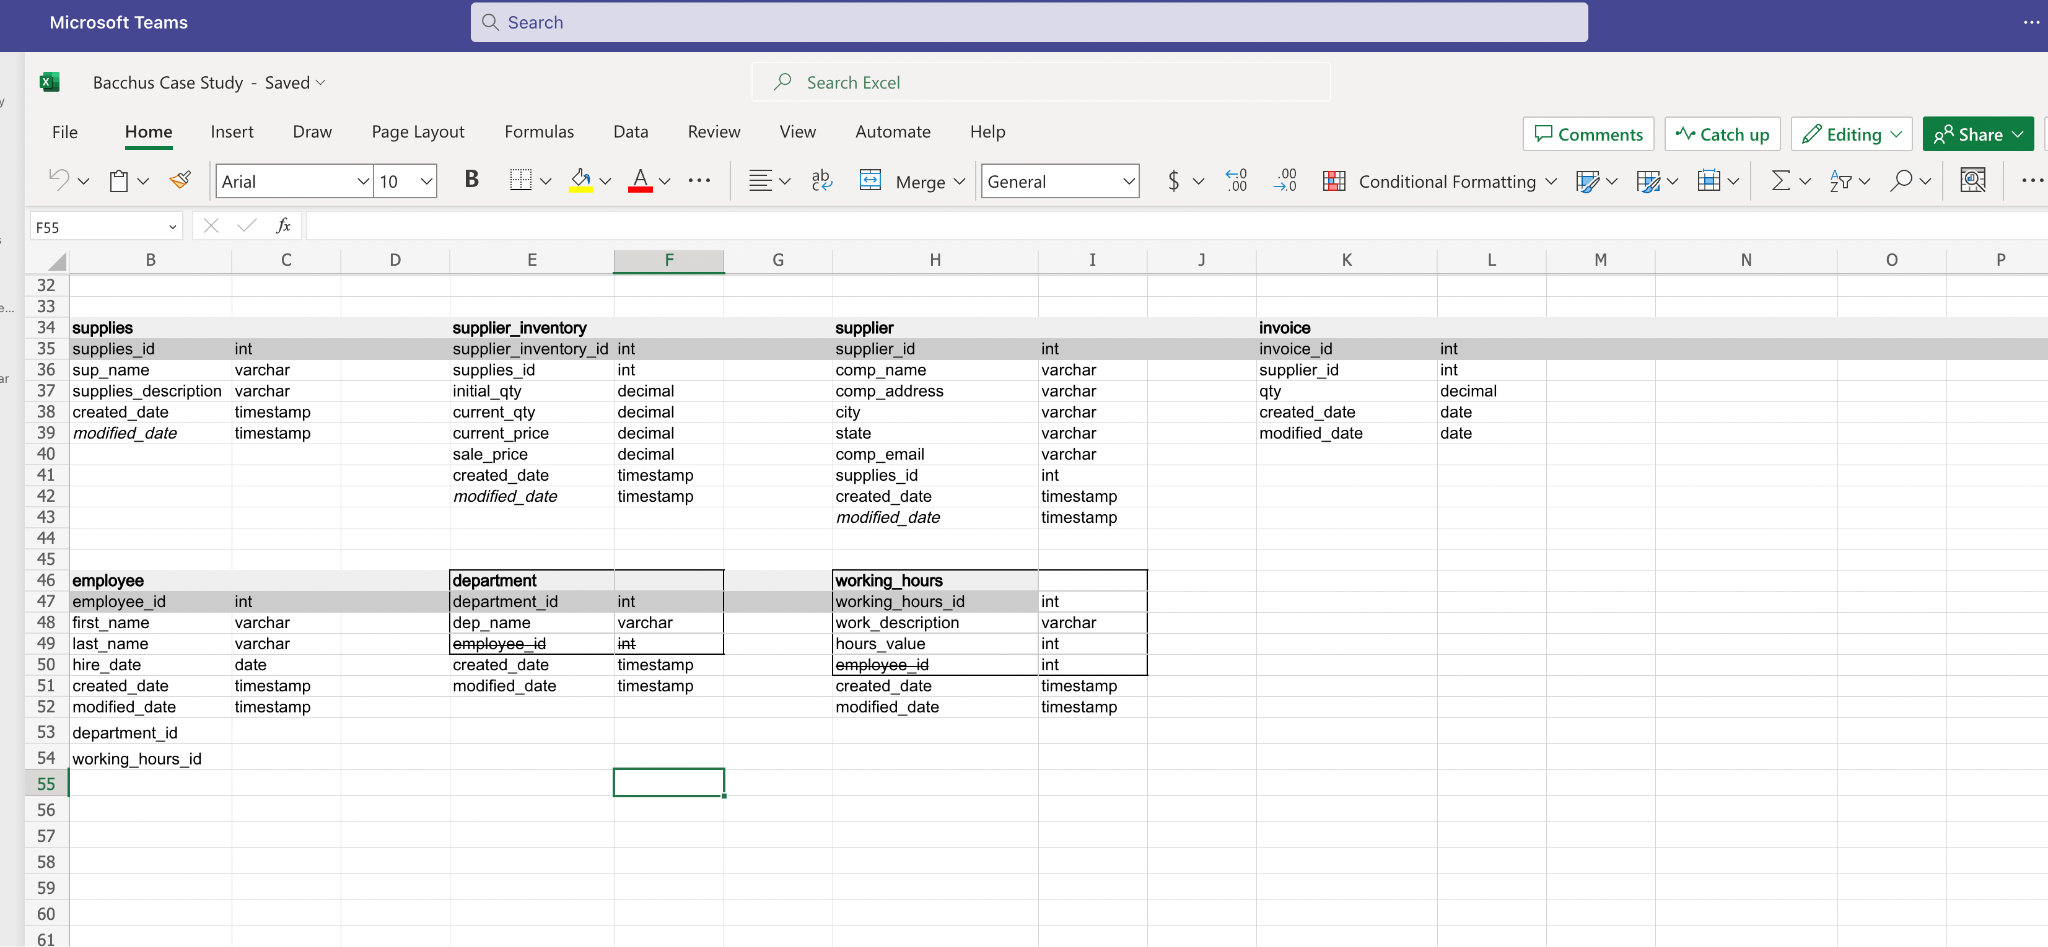 Microsoft Teams
Search
Bacchus Case Study - Saved
Search Excel
File Home Insert Draw Page Layout Formulas Data Review View Automate Help
Comments Catch up Editing Share
Arial 10 B A ab Merge General $ .00 .00 Conditional Formatting
F55 fx
B C D E F G H I J K L M N O P
32
33
34 supplies supplier_inventory supplier invoice
35 supplies_id int supplier_inventory_id int supplier_id int invoice_id int
36 sup_name varchar supplies_id int comp_name varchar supplier_id int
37 supplies_description varchar initial_qty decimal comp_address varchar qty decimal
38 created_date timestamp current_qty decimal city varchar created_date date
39 modified_date timestamp current_price decimal state varchar modified_date date
40 sale_price decimal comp_email varchar
41 created_date timestamp supplies_id int
42 modified_date timestamp created_date timestamp
43 modified_date timestamp
44
45
46 employee department working_hours
47 employee_id int department_id int working_hours_id int
48 first_name varchar dep_name varchar work_description varchar
49 last_name varchar employee_id int hours_value int
50 hire_date date created_date timestamp employee_id int
51 created_date timestamp modified_date timestamp created_date timestamp
52 modified_date timestamp modified_date timestamp
53 department_id
54 working_hours_id
55
56
57
58
59
60
61